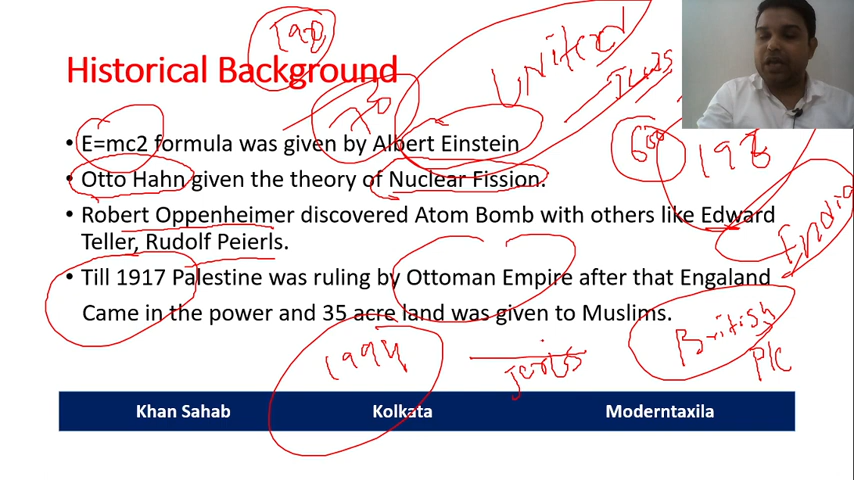 Historical Background
• E=mc2 formula was given by Albert Einstein
• Otto Hahn given the theory of Nuclear Fission.
• Robert Oppenheimer discovered Atom Bomb with others like Edward
Teller, Rudolf Peierls.
• Till 1917 Palestine was ruling by Ottoman Empire after that Engaland
Came in the power and 35 acre land was given to Muslims.
United
Jews
600
India
British
1994
Khan Sahab Kolkata Moderntaxila